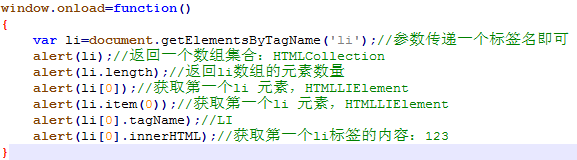 window.onload=function()
{
    var li=document.getElementsByTagName('li');//参数传递一个标签名即可
    alert(li);//返回一个数组集合：HTMLCollection
    alert(li.length);//返回li数组的元素数量
    alert(li[0]);//获取第一个li 元素，HTMLLIElement
    alert(li.item(0));//获取第一个li 元素，HTMLLIElement
    alert(li[0].tagName);//LI
    alert(li[0].innerHTML);//获取第一个li标签的内容：123
}